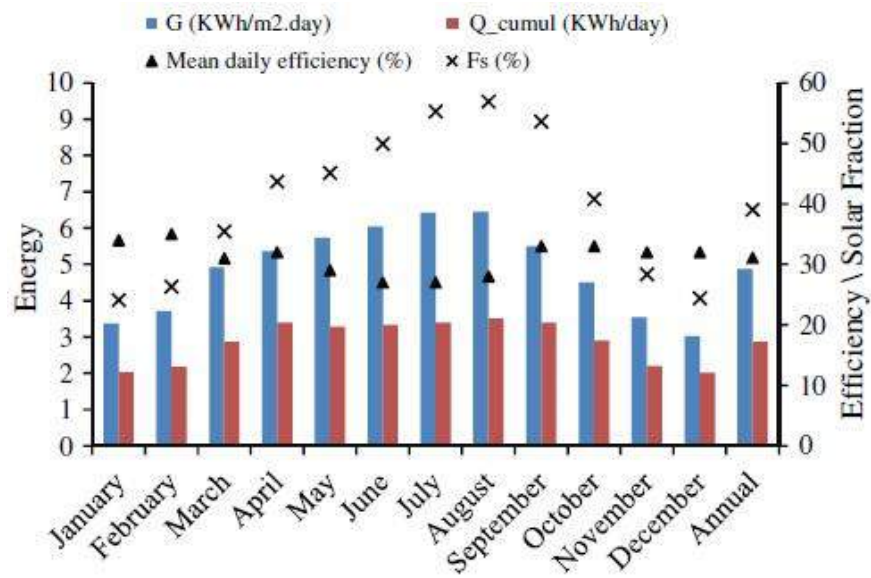 G (KWh/m2.day) Q_cumul (KWh/day)
Mean daily efficiency (%) Fs (%)
10
9
8
7
6
5
4
3
2
1
0
Energy
60
50
40
30
20
10
0
Efficiency \ Solar Fraction
January
February
March
April
May
June
July
August
September
October
November
December
Annual